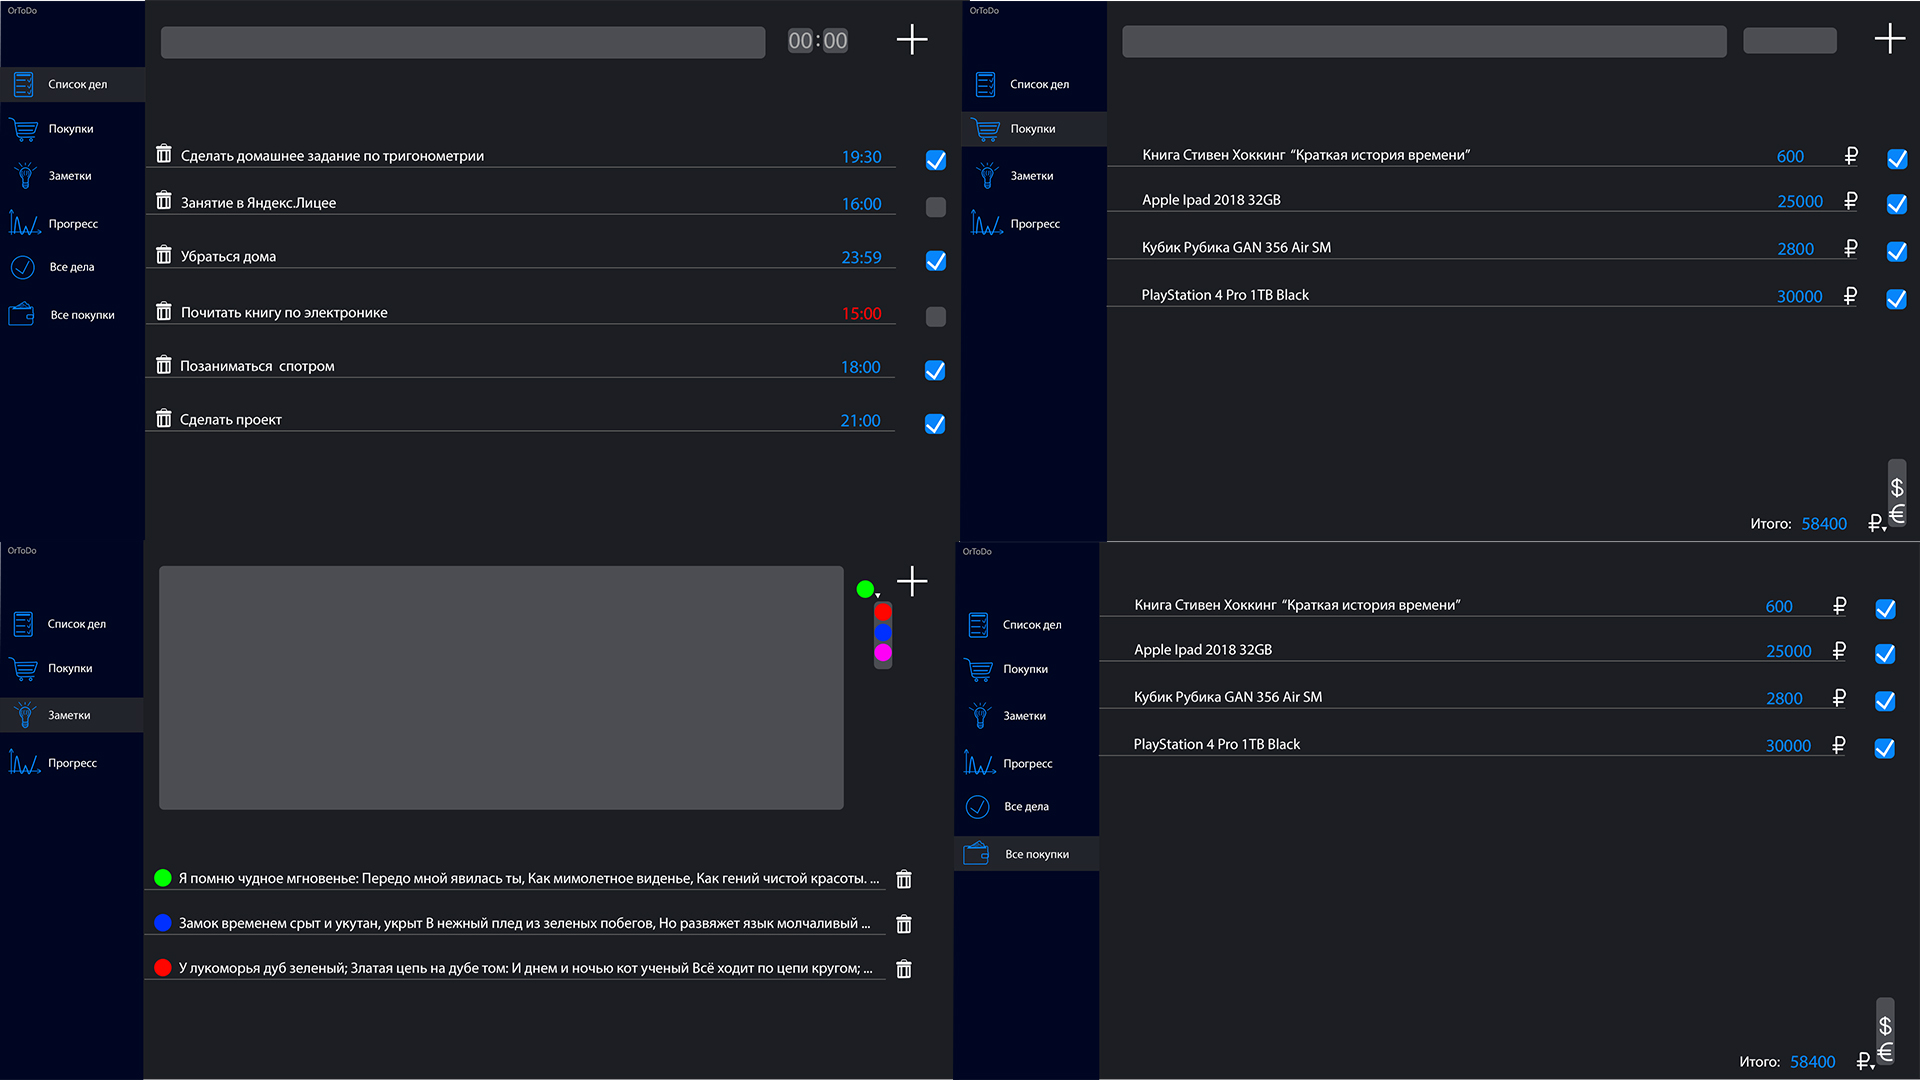 OrToDo
00:00
Список дел
Покупки
Заметки
Прогресс
Все дела
Все покупки
Сделать домашнее задание по тригонометрии 19:30
Занятие в Яндекс.Лицее 16:00
Убраться дома 23:59
Почитать книгу по электронике 15:00
Позаниматься спотром 18:00
Сделать проект 21:00
OrToDo
Список дел
Покупки
Заметки
Прогресс
Книга Стивен Хоккинг “Краткая история времени” 600 ₽
Apple Ipad 2018 32GB 25000 ₽
Кубик Рубика GAN 356 Air SM 2800 ₽
PlayStation 4 Pro 1TB Black 30000 ₽
$
€
Итого: 58400 ₽
OrToDo
Список дел
Покупки
Заметки
Прогресс
Я помню чудное мгновенье: Передо мной явилась ты, Как мимолетное виденье, Как гений чистой красоты. ...
Замок временем срыт и укутан, укрыт В нежный плед из зеленых побегов, Но развяжет язык молчаливый ...
У лукоморья дуб зеленый; Златая цепь на дубе том: И днем и ночью кот ученый Всё ходит по цепи кругом; ...
OrToDo
Список дел
Покупки
Заметки
Прогресс
Все дела
Все покупки
Книга Стивен Хоккинг “Краткая история времени” 600 ₽
Apple Ipad 2018 32GB 25000 ₽
Кубик Рубика GAN 356 Air SM 2800 ₽
PlayStation 4 Pro 1TB Black 30000 ₽
$
€
Итого: 58400 ₽